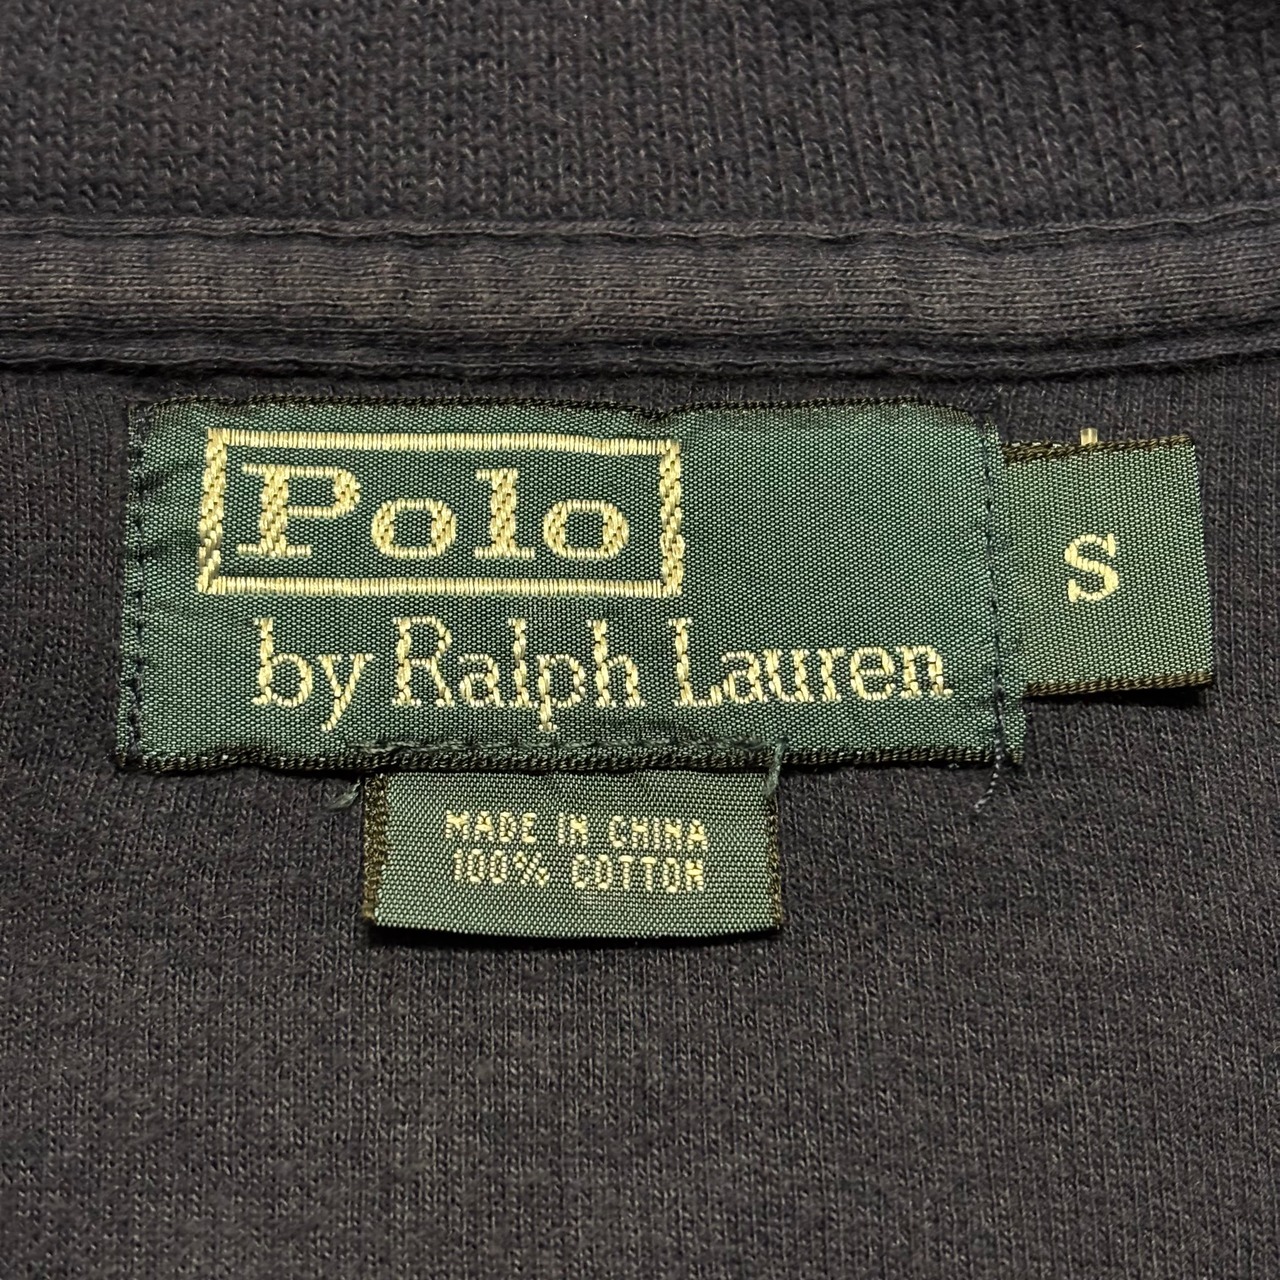 Polo
by Ralph Lauren
S
MADE IN CHINA
100% COTTON